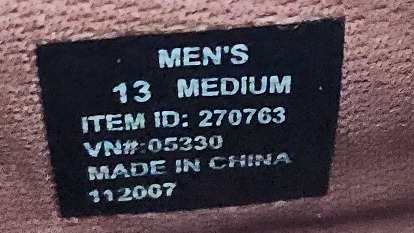 MEN'S
13 MEDIUM
ITEM ID: 270763
VN#:05330
MADE IN CHINA
112007